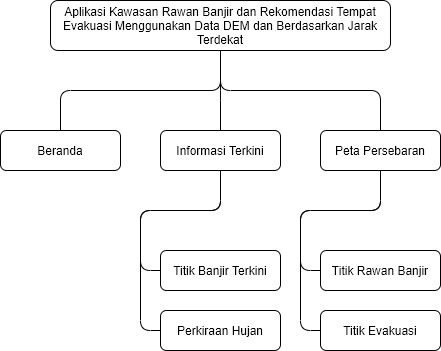 Aplikasi Kawasan Rawan Banjir dan Rekomendasi Tempat
Evakuasi Menggunakan Data DEM dan Berdasarkan Jarak
Terdekat
Beranda
Informasi Terkini
Peta Persebaran
Titik Banjir Terkini
Titik Rawan Banjir
Perkiraan Hujan
Titik Evakuasi